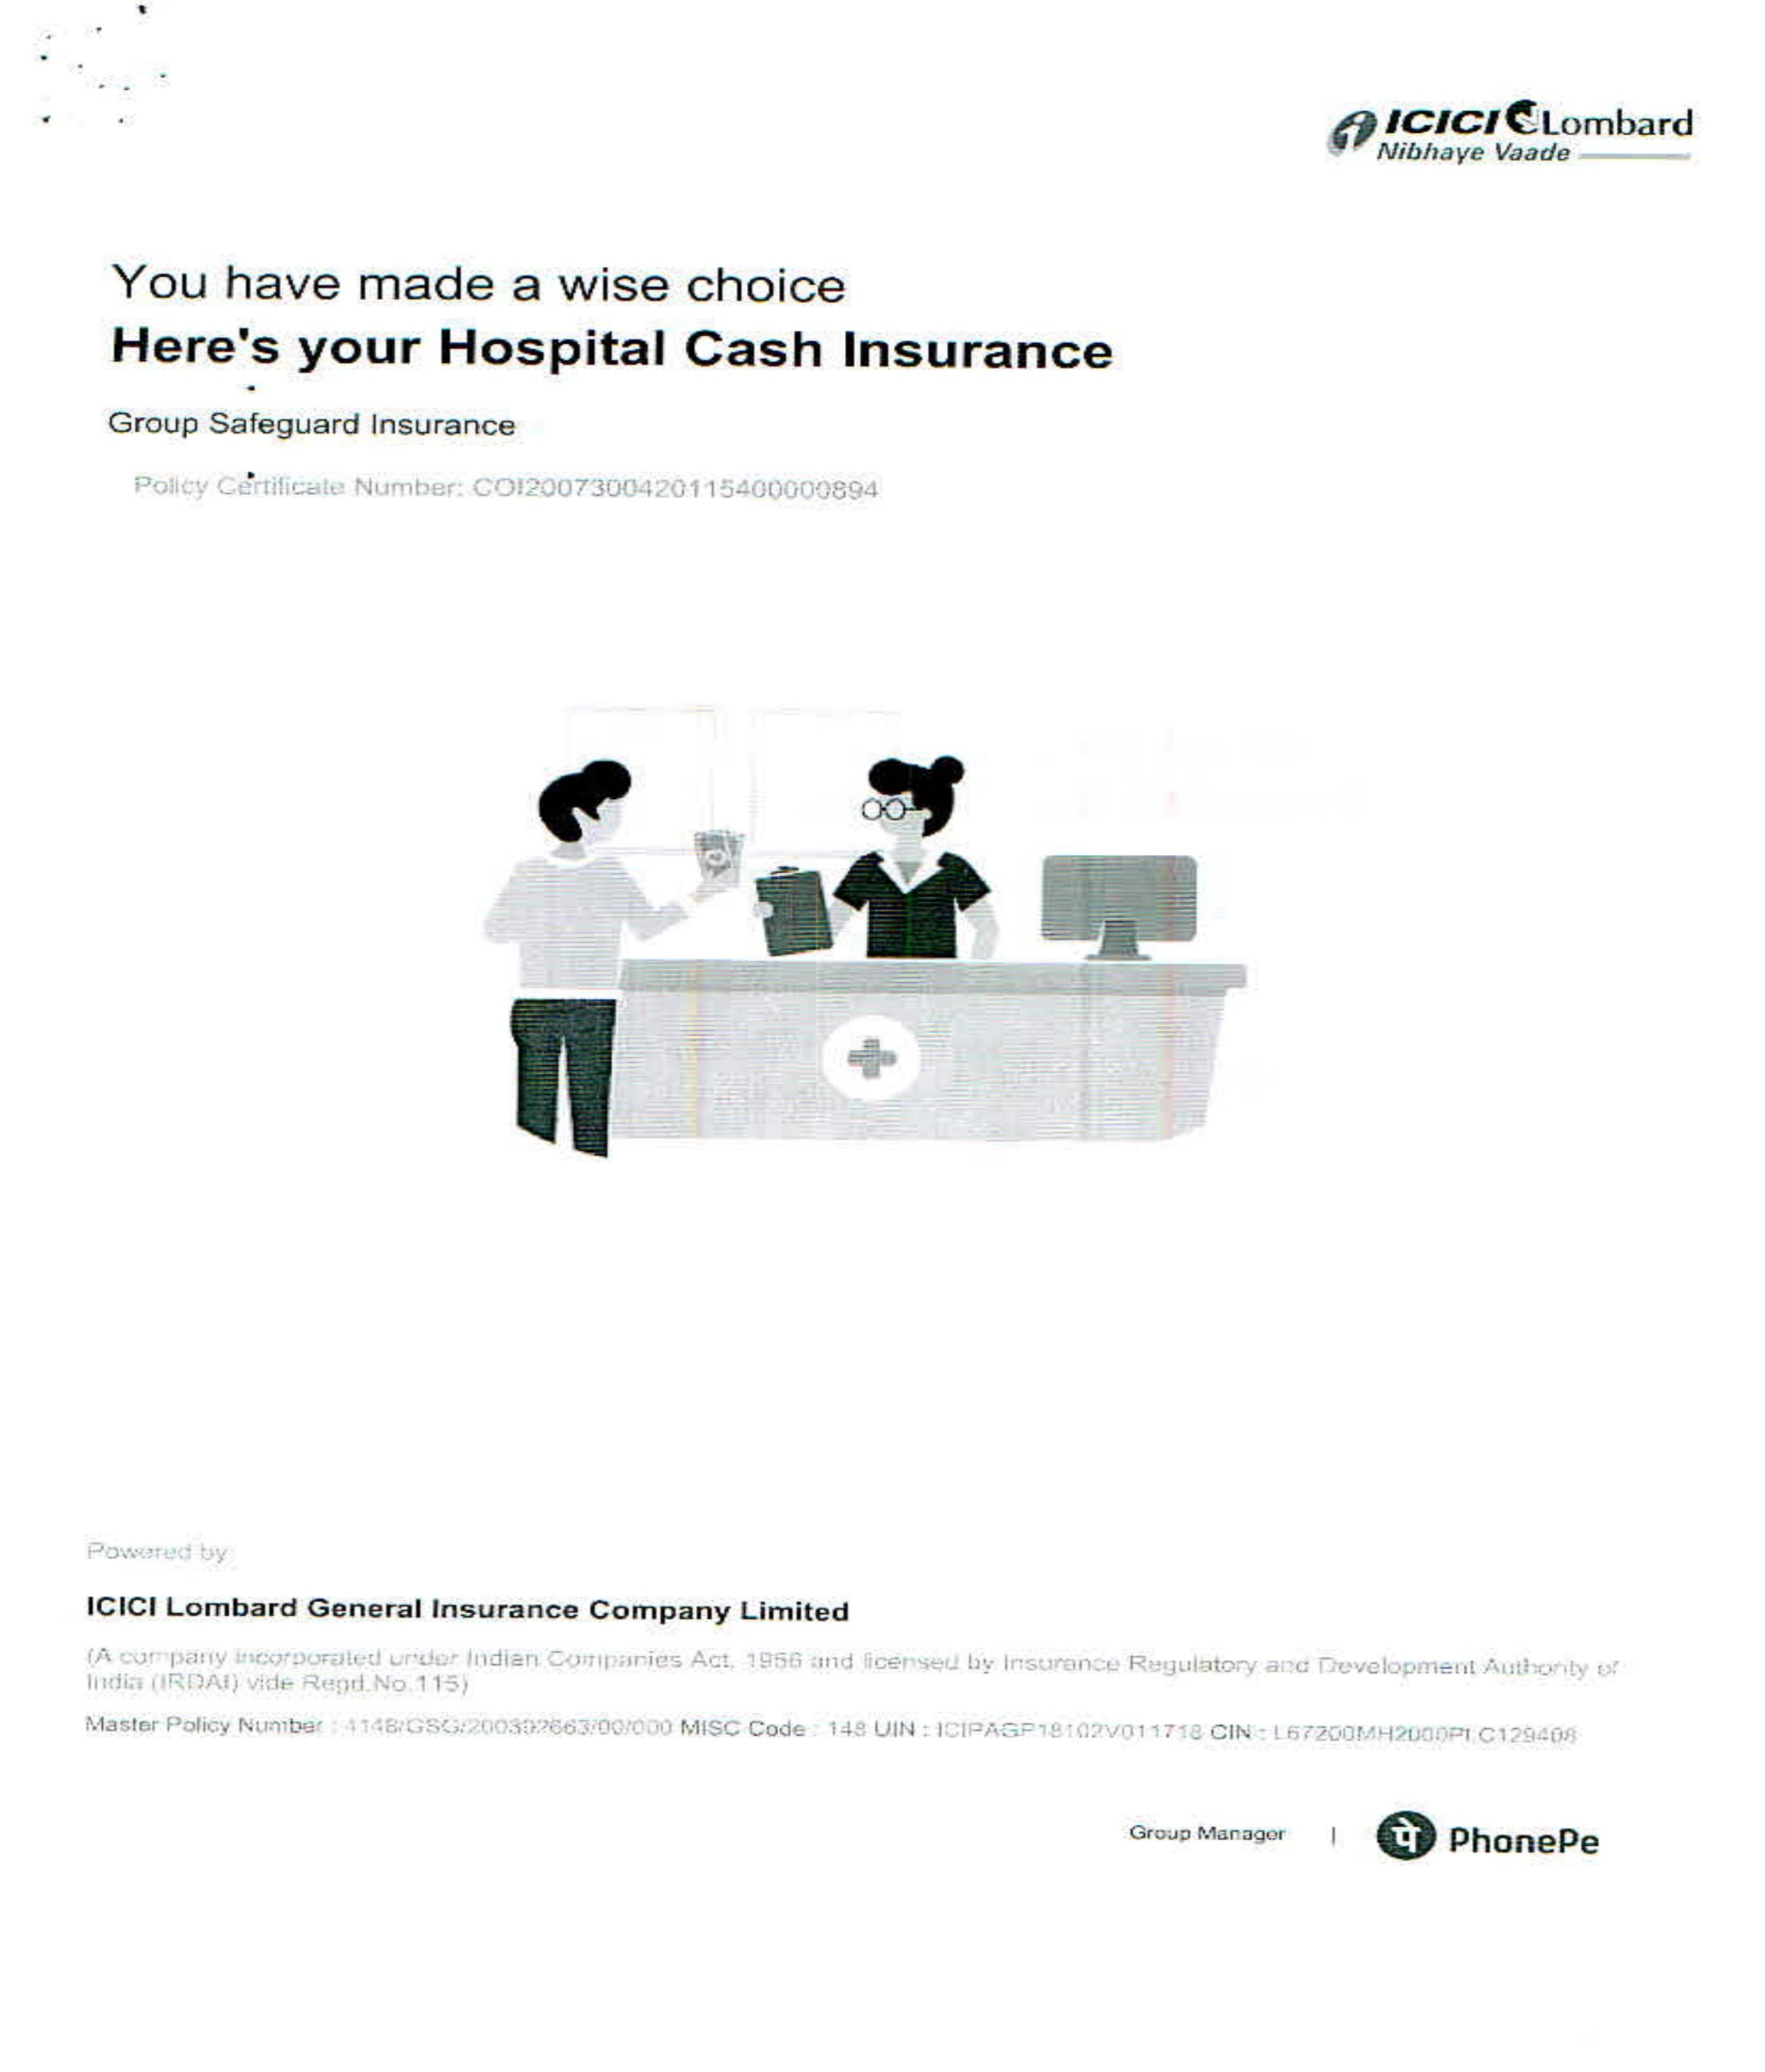 ICICI Lombard
Nibhaye Vaade
You have made a wise choice
Here's your Hospital Cash Insurance
Group Safeguard Insurance
Policy Certificate Number: COI20073004201154000000894
Powered by
ICICI Lombard General Insurance Company Limited
(A company incorporated under Indian Companies Act, 1956 and licensed by Insurance Regulatory and Development Authority of
India (IRDAI) vide Regd.No.115)
Master Policy Number : 4148/GSG/200392663/00/000 MISC Code : 148 UIN : ICIPAGP18102V011718 CIN : L67200MH2000PLC129408
Group Manager | पे PhonePe